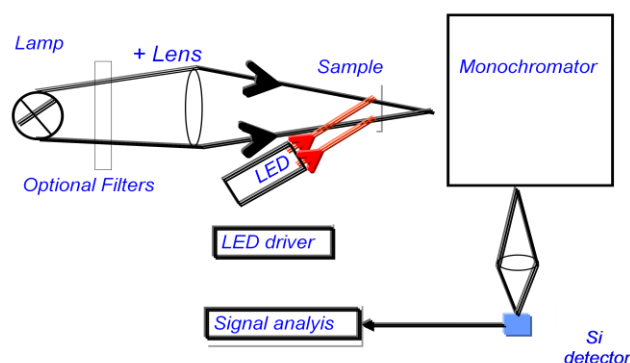 Lamp
+ Lens
Sample
Monochromator
Optional Filters
LED
LED driver
Signal analyis
Si
detector